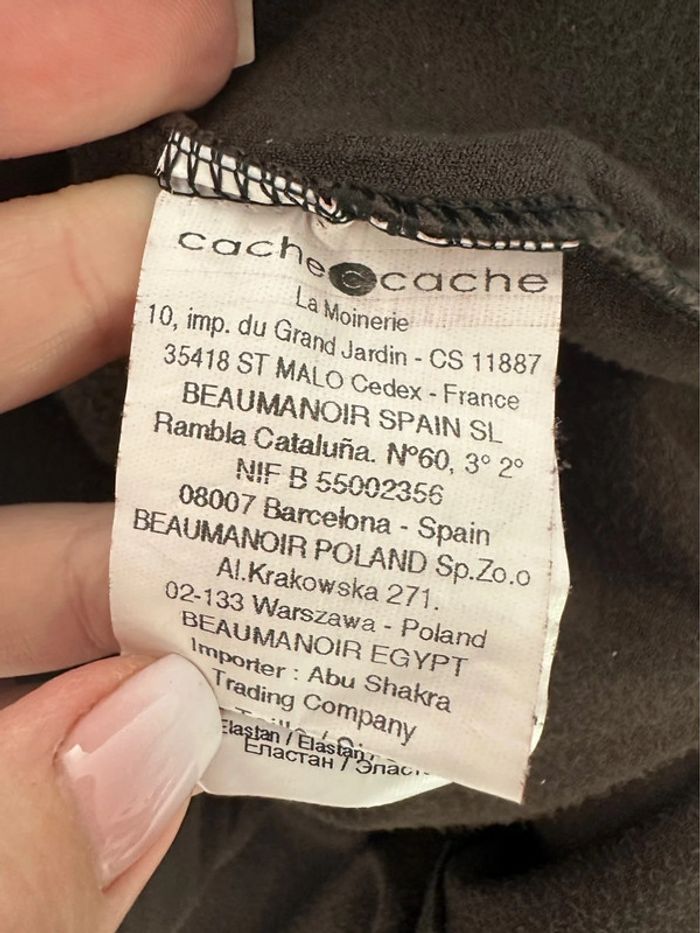 cache cache
La Moinerie
10, imp. du Grand Jardin - CS 11887
35418 ST MALO Cedex - France
BEAUMANOIR SPAIN SL
Rambla Cataluña. Nº60, 3° 2°
NIF B 55002356
08007 Barcelona - Spain
BEAUMANOIR POLAND Sp.Zo.o
Al.Krakowska 271.
02-133 Warszawa - Poland
BEAUMANOIR EGYPT
Importer : Abu Shakra
Trading Company
Elastan / Elastan
Еластан /